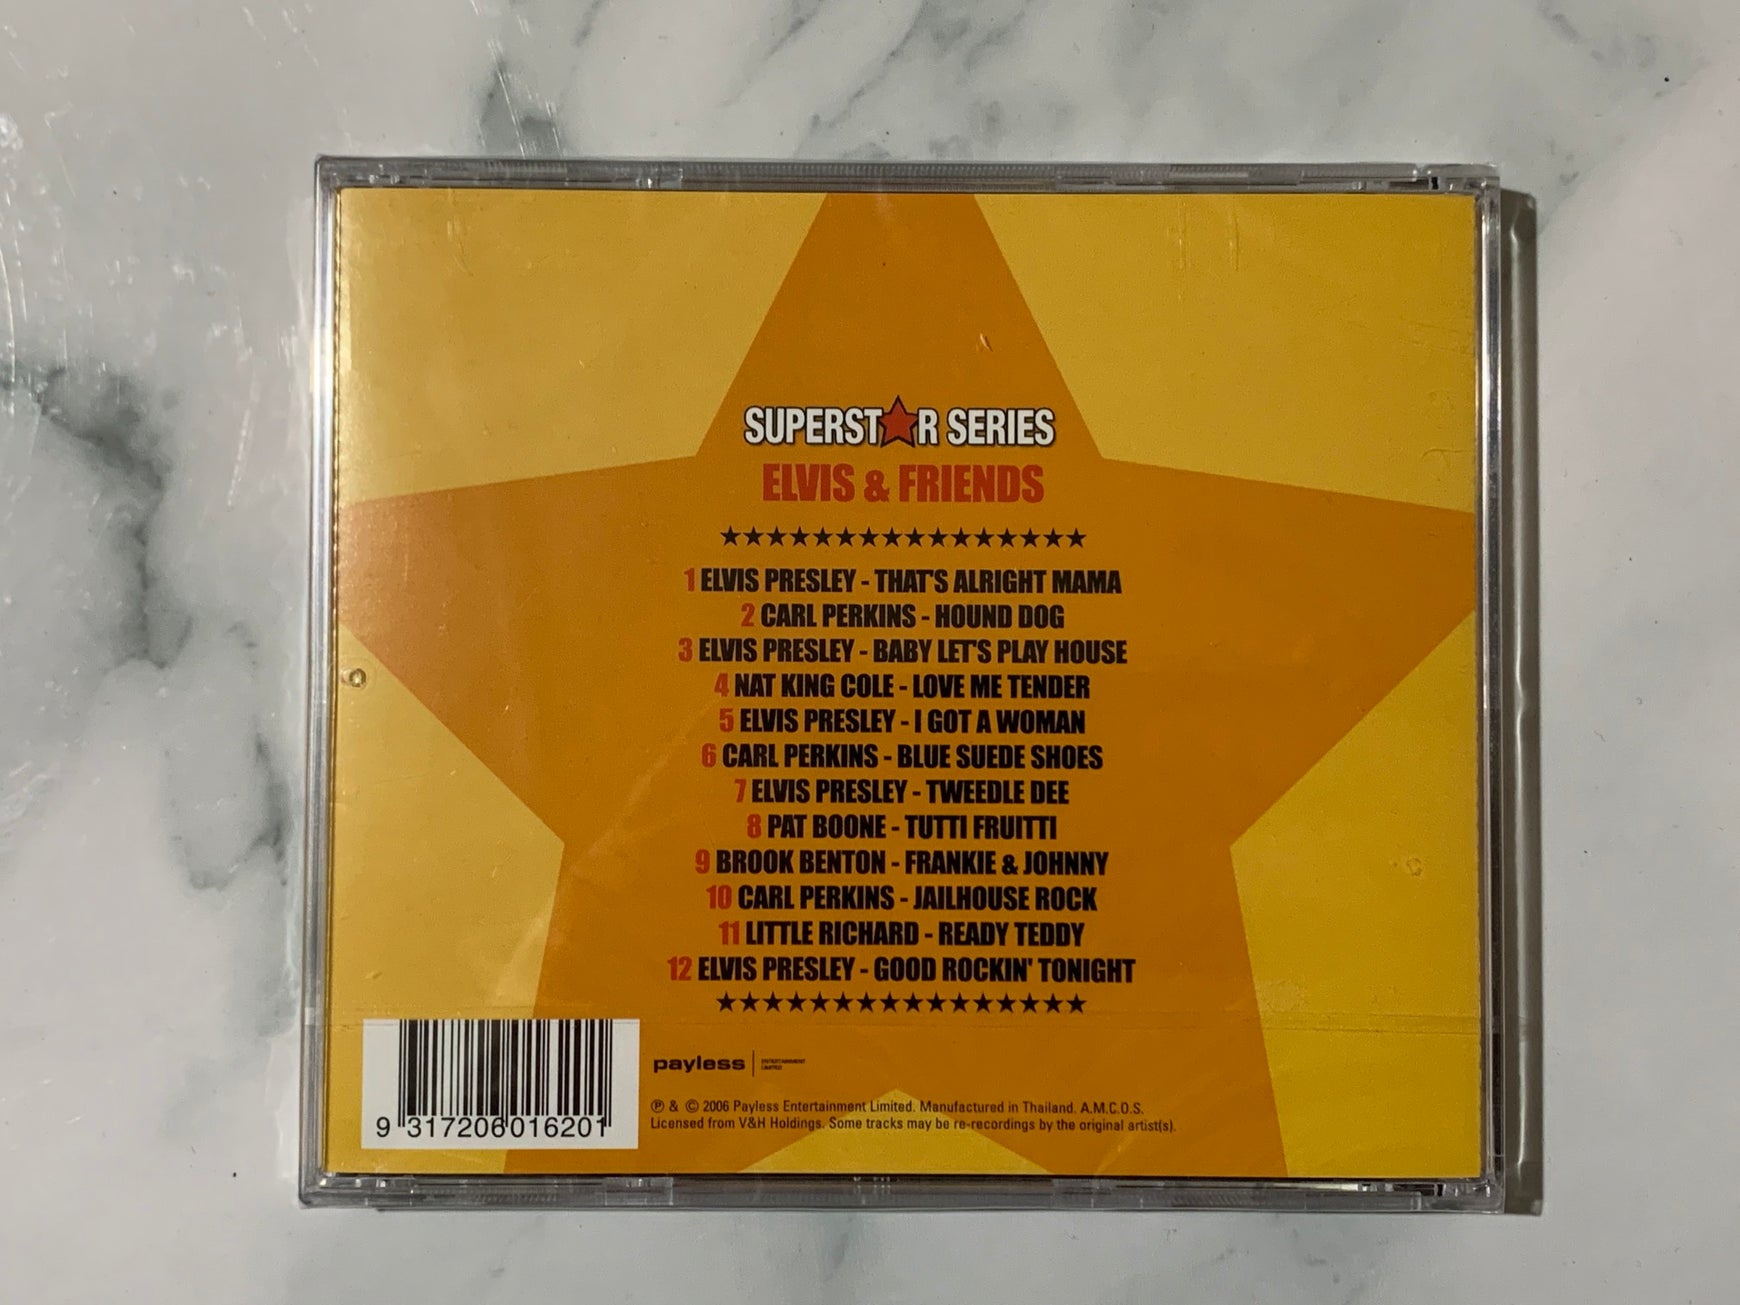 SUPERST★R SERIES
ELVIS & FRIENDS
★★★★★★★★★★★★★★★★
1 ELVIS PRESLEY - THAT'S ALRIGHT MAMA
2 CARL PERKINS - HOUND DOG
3 ELVIS PRESLEY - BABY LET'S PLAY HOUSE
4 NAT KING COLE - LOVE ME TENDER
5 ELVIS PRESLEY - I GOT A WOMAN
6 CARL PERKINS - BLUE SUEDE SHOES
7 ELVIS PRESLEY - TWEEDLE DEE
8 PAT BOONE - TUTTI FRUITTI
9 BROOK BENTON - FRANKIE & JOHNNY
10 CARL PERKINS - JAILHOUSE ROCK
11 LITTLE RICHARD - READY TEDDY
12 ELVIS PRESLEY - GOOD ROCKIN' TONIGHT
★★★★★★★★★★★★★★★★
payless ENTERTAINMENT LIMITED
℗ & © 2006 Payless Entertainment Limited. Manufactured in Thailand. A.M.C.O.S.
Licensed from V&H Holdings. Some tracks may be re-recordings by the original artist(s).
9 317206 016201